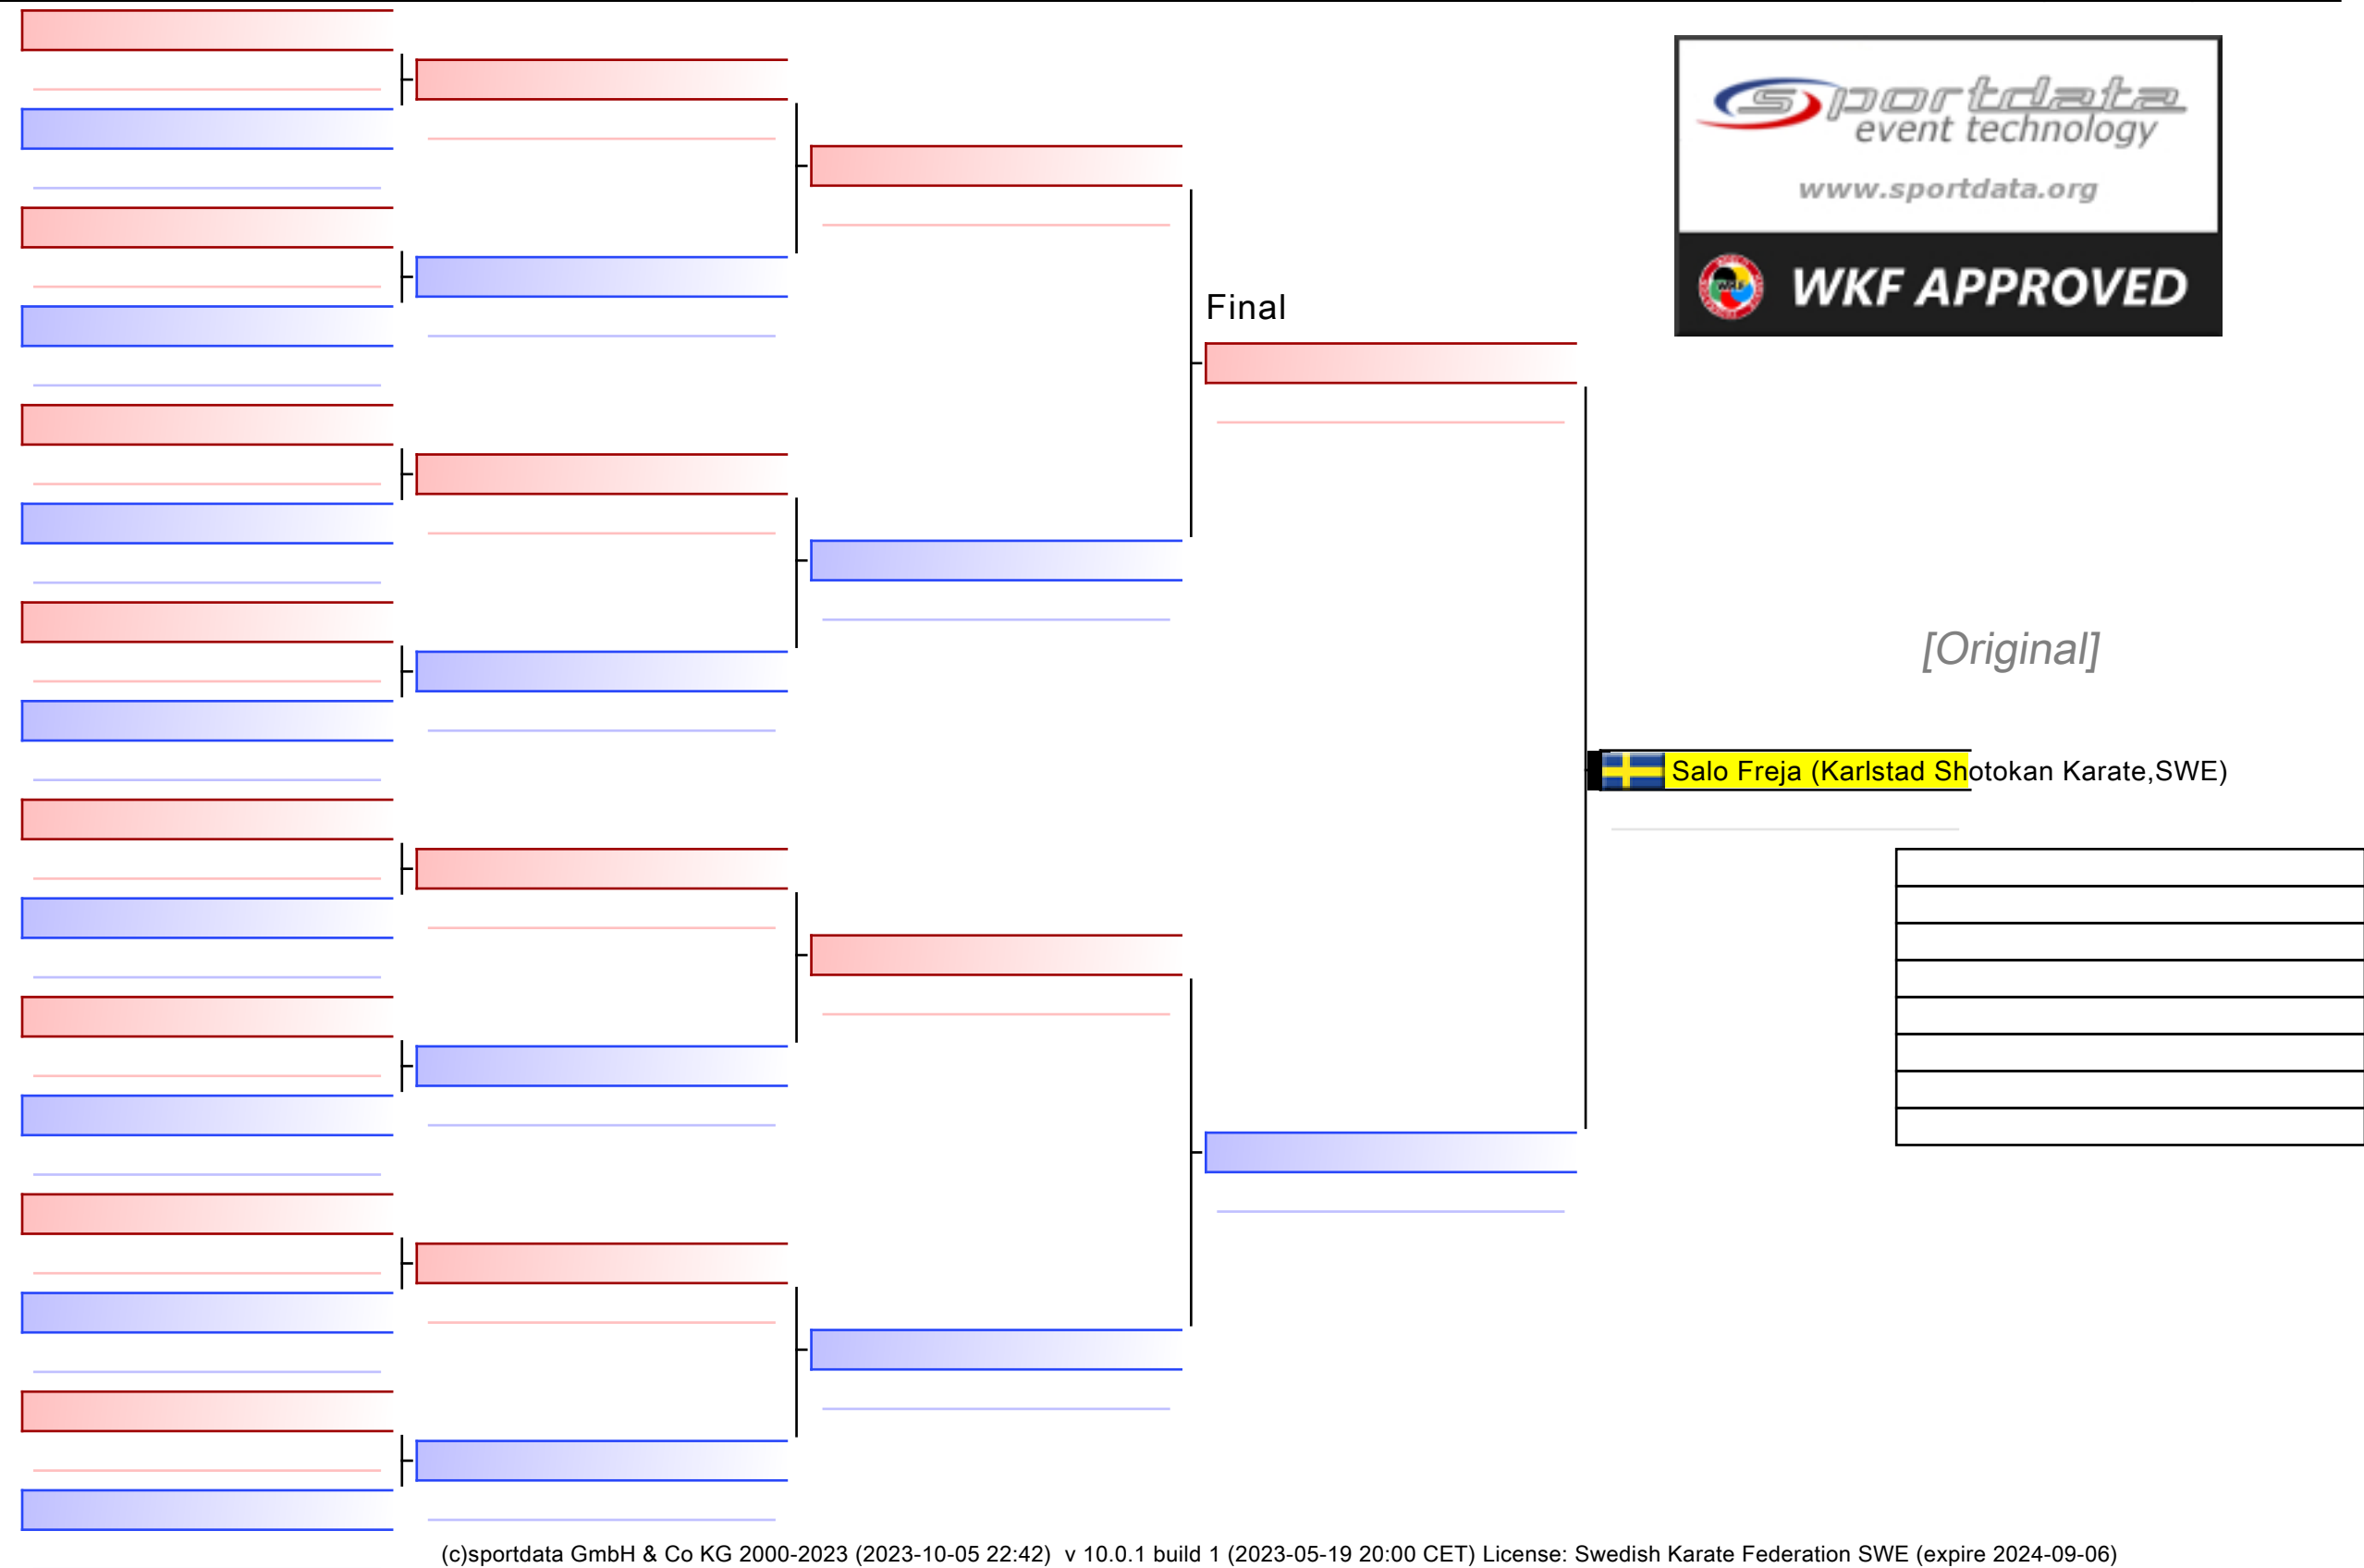 sportdata
event technology
www.sportdata.org
WKF APPROVED
Final
[Original]
Salo Freja (Karlstad Shotokan Karate,SWE)
(c)sportdata GmbH & Co KG 2000-2023 (2023-10-05 22:42)  v 10.0.1 build 1 (2023-05-19 20:00 CET) License: Swedish Karate Federation SWE (expire 2024-09-06)